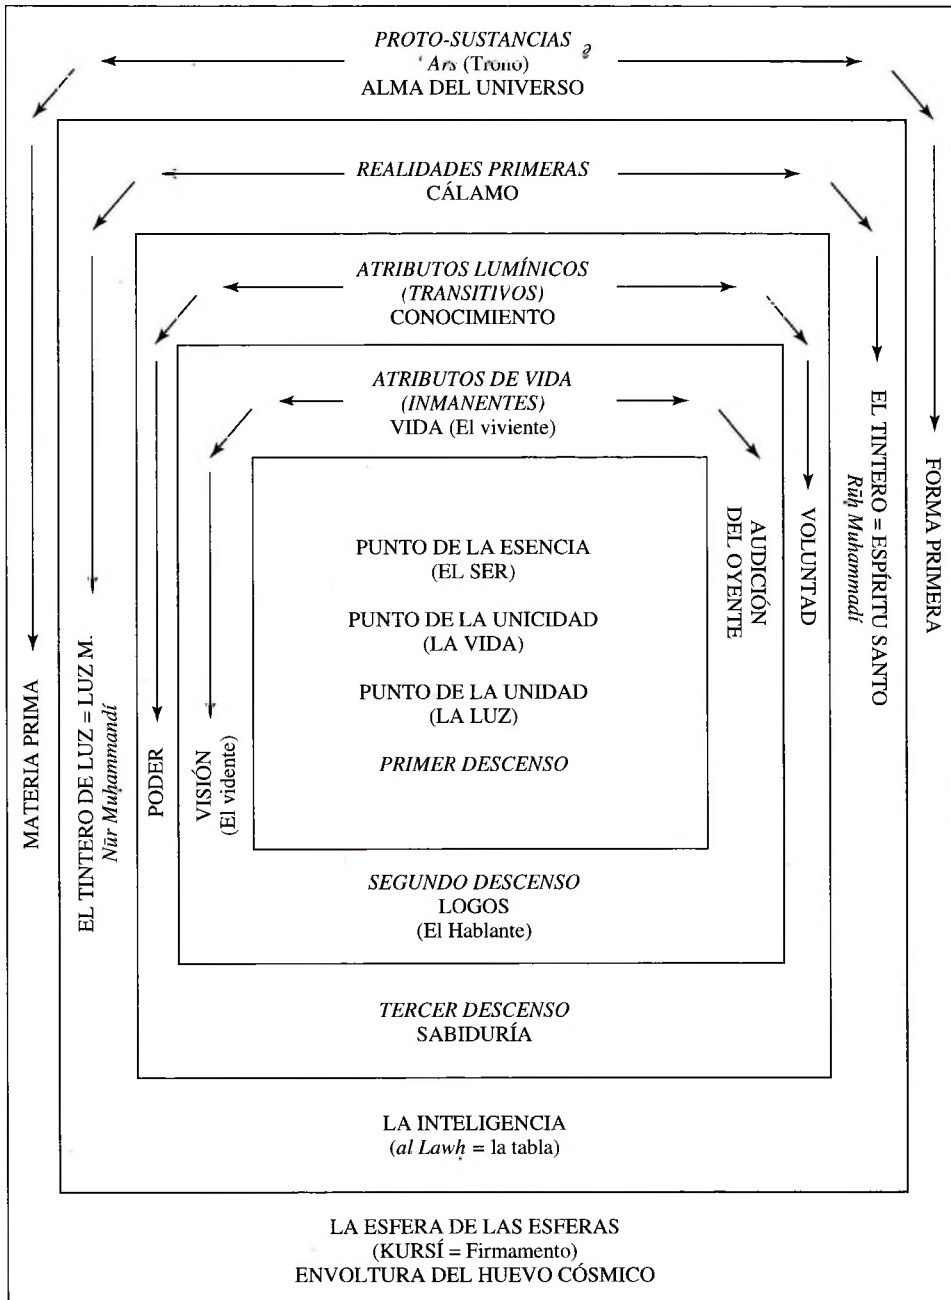 PROTO-SUSTANCIAS
'Ars (Trono)
ALMA DEL UNIVERSO
REALIDADES PRIMERAS
CÁLAMO
ATRIBUTOS LUMÍNICOS
(TRANSITIVOS)
CONOCIMIENTO
ATRIBUTOS DE VIDA
(INMANENTES)
VIDA (El viviente)
MATERIA PRIMA
EL TINTERO DE LUZ = LUZ M.
Nūr Muḥammandí
PODER
VISIÓN
(El vidente)
PUNTO DE LA ESENCIA
(EL SER)
PUNTO DE LA UNICIDAD
(LA VIDA)
PUNTO DE LA UNIDAD
(LA LUZ)
PRIMER DESCENSO
AUDICIÓN
DEL OYENTE
VOLUNTAD
EL TINTERO = ESPÍRITU SANTO
Rūḥ Muhammadí
FORMA PRIMERA
SEGUNDO DESCENSO
LOGOS
(El Hablante)
TERCER DESCENSO
SABIDURÍA
LA INTELIGENCIA
(al Lawḥ = la tabla)
LA ESFERA DE LAS ESFERAS
(KURSÍ = Firmamento)
ENVOLTURA DEL HUEVO CÓSMICO